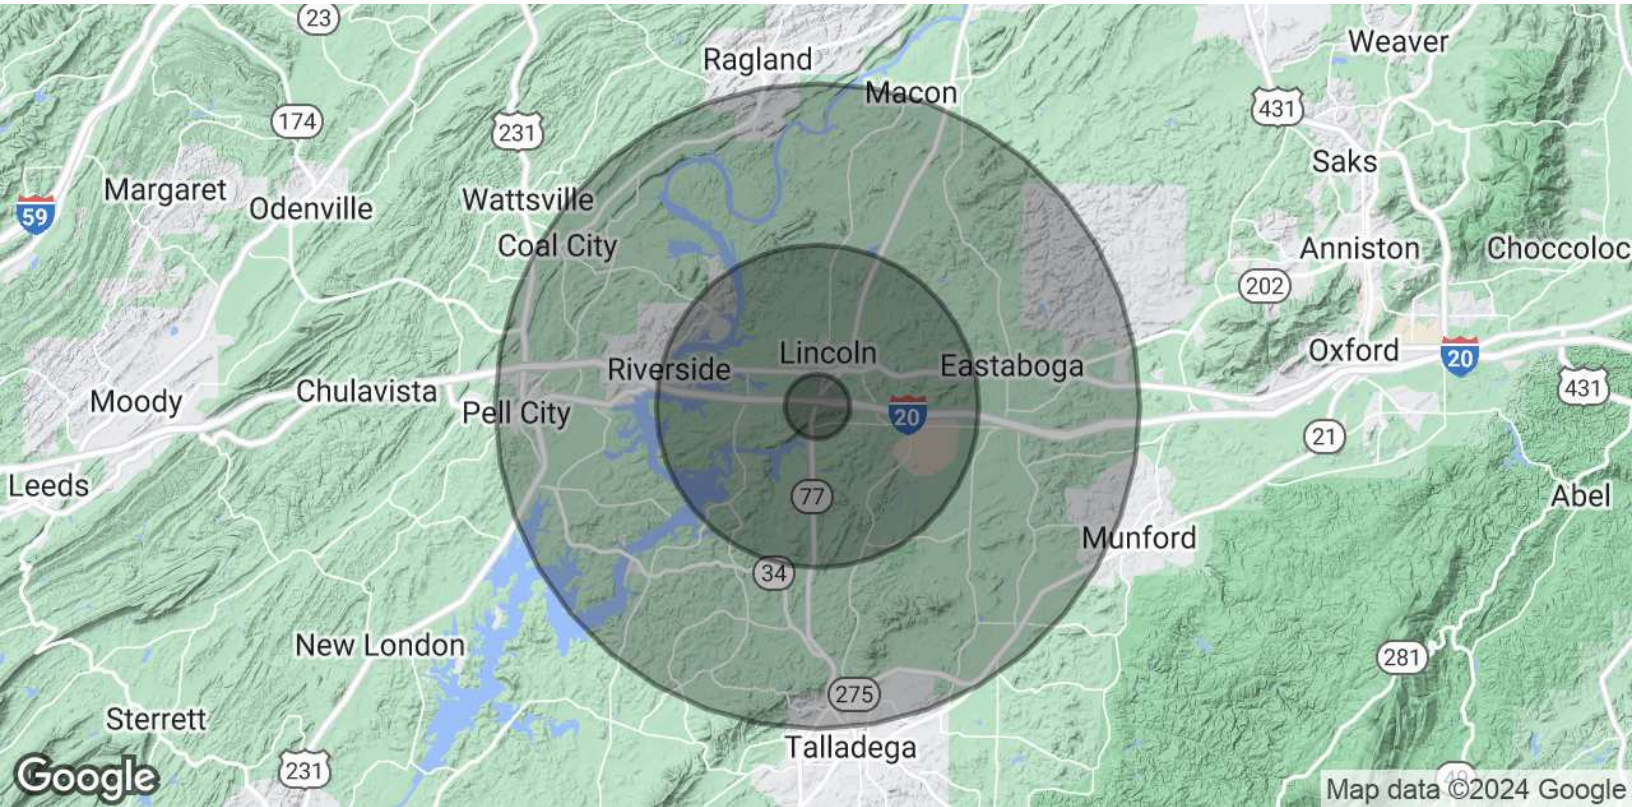 23
Ragland
Weaver
Macon
431
174
231
Saks
Margaret
Wattsville
Odenville
59
Coal City
Anniston
Choccoloc
202
Lincoln
Oxford
20
Riverside
Eastaboga
431
Chulavista
Moody
Pell City
20
21
Leeds
77
Abel
Munford
34
New London
281
275
Sterrett
Talladega
231
Google
49
Map data ©2024 Google